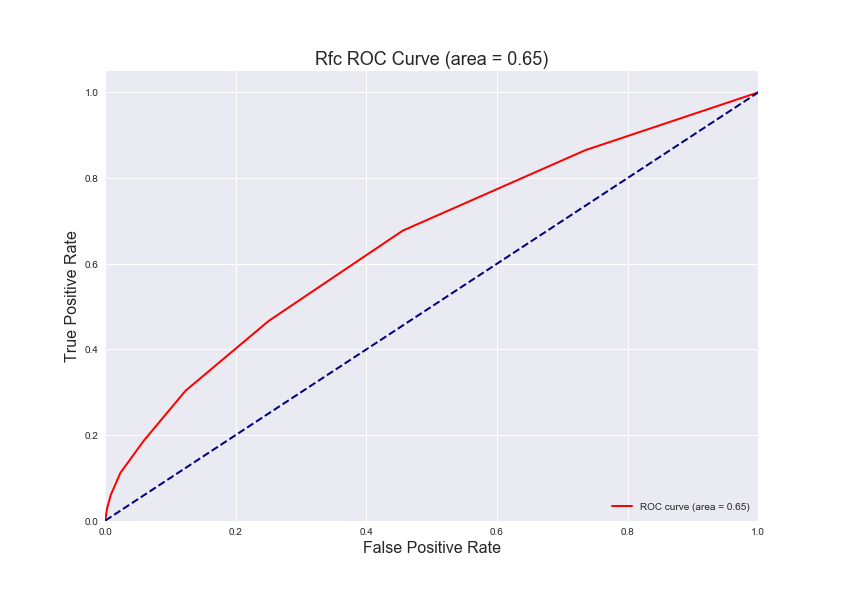 Rfc ROC Curve (area = 0.65)
True Positive Rate
1.0
0.8
0.6
0.4
0.2
0.0
0.0 0.2 0.4 0.6 0.8 1.0
False Positive Rate
ROC curve (area = 0.65)